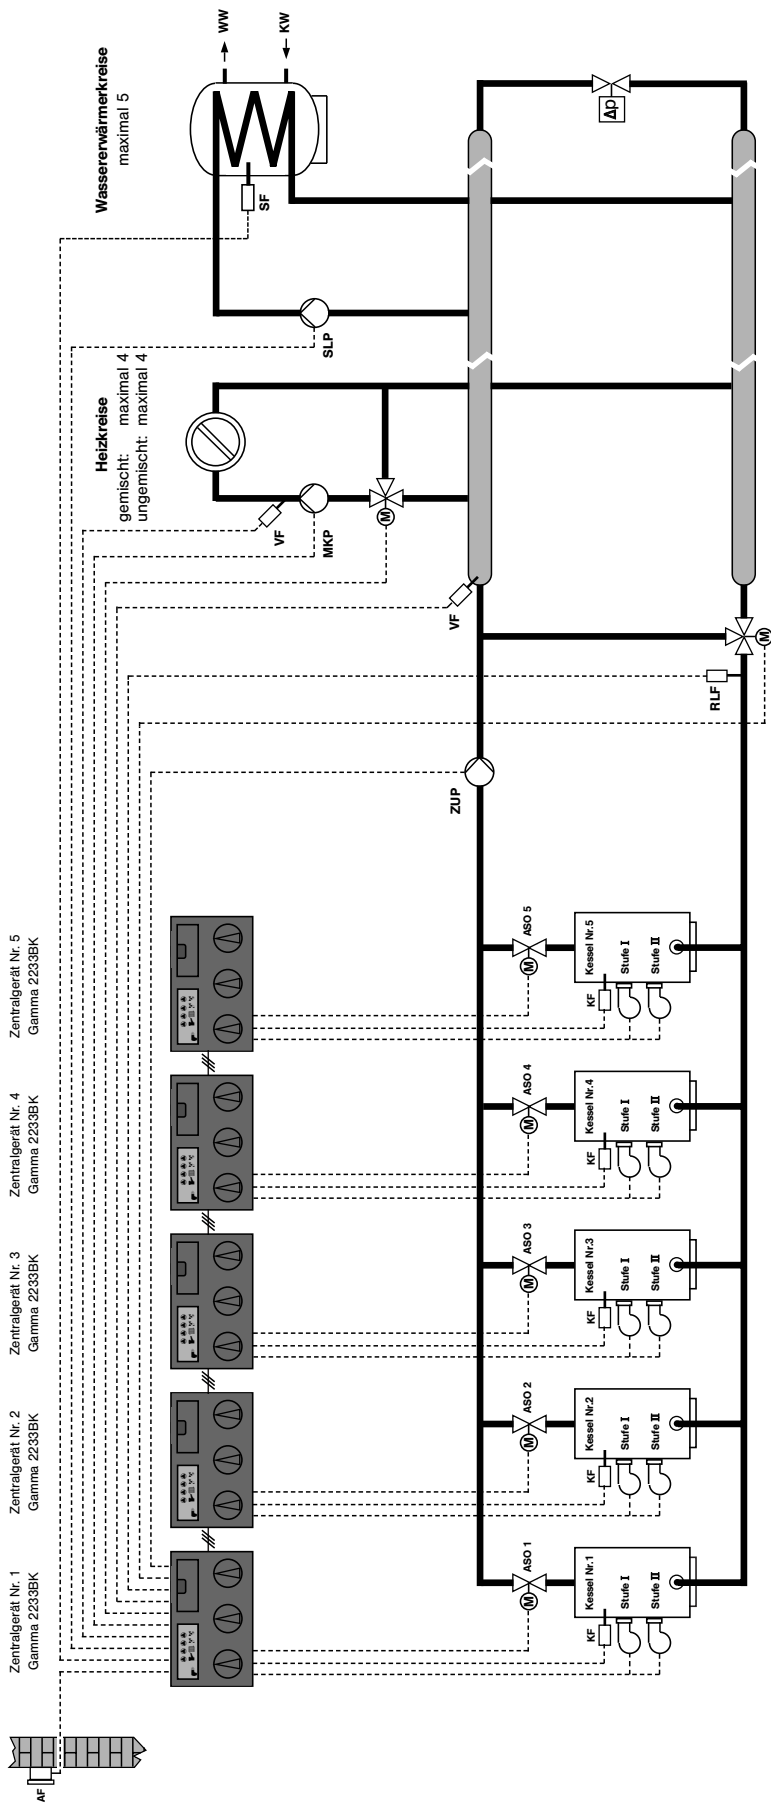 AF
Zentralgerät Nr. 1
Gamma 2233BK
Zentralgerät Nr. 2
Gamma 2233BK
Zentralgerät Nr. 3
Gamma 2233BK
Zentralgerät Nr. 4
Gamma 2233BK
Zentralgerät Nr. 5
Gamma 2233BK
Heizkreise
gemischt: maximal 4
ungemischt: maximal 4
Wassererwärmerkreise
maximal 5
WW
KW
SF
SLP
VF
MKP
M
VF
Δp
ZUP
RLF
M
ASO 1
M
ASO 2
M
ASO 3
M
ASO 4
M
ASO 5
M
KF
Kessel Nr.1
Stufe I
Stufe II
KF
Kessel Nr.2
Stufe I
Stufe II
KF
Kessel Nr.3
Stufe I
Stufe II
KF
Kessel Nr.4
Stufe I
Stufe II
KF
Kessel Nr.5
Stufe I
Stufe II